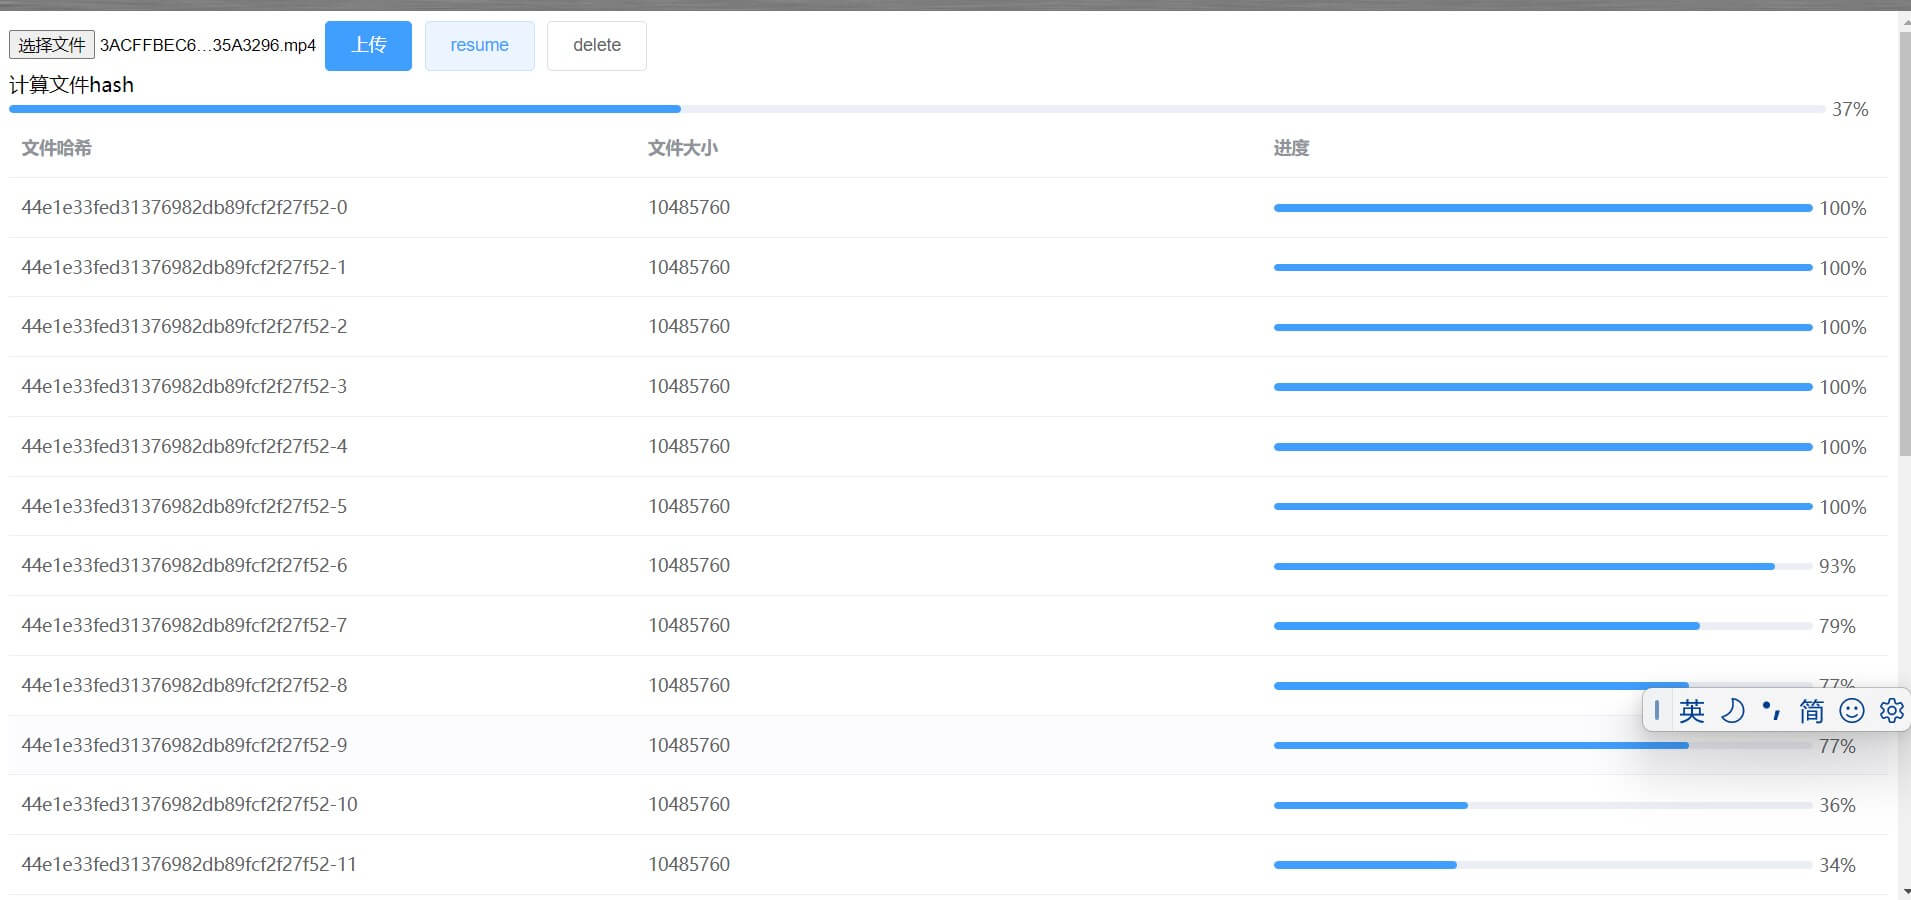 选择文件 3ACFFBEC6...35A3296.mp4 上传 resume delete
计算文件hash
37%
文件哈希 文件大小 进度
44e1e33fed31376982db89fcf2f27f52-0 10485760 100%
44e1e33fed31376982db89fcf2f27f52-1 10485760 100%
44e1e33fed31376982db89fcf2f27f52-2 10485760 100%
44e1e33fed31376982db89fcf2f27f52-3 10485760 100%
44e1e33fed31376982db89fcf2f27f52-4 10485760 100%
44e1e33fed31376982db89fcf2f27f52-5 10485760 100%
44e1e33fed31376982db89fcf2f27f52-6 10485760 93%
44e1e33fed31376982db89fcf2f27f52-7 10485760 79%
44e1e33fed31376982db89fcf2f27f52-8 10485760 77%
英 简
44e1e33fed31376982db89fcf2f27f52-9 10485760 77%
44e1e33fed31376982db89fcf2f27f52-10 10485760 36%
44e1e33fed31376982db89fcf2f27f52-11 10485760 34%